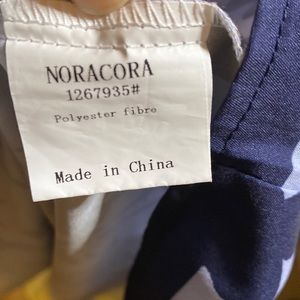 NORACORA
1267935#
Polyester fibre
Made in China